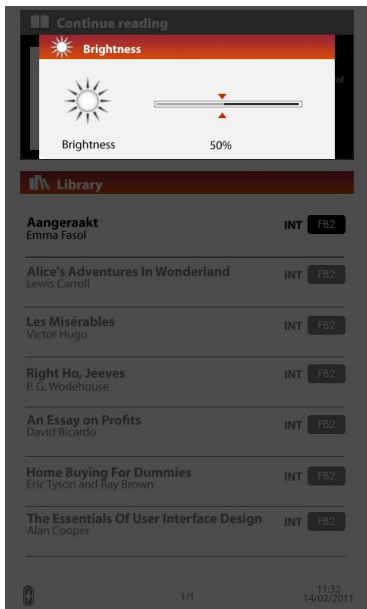 Continue reading
Brightness
of
Brightness
50%
Library
Aangeraakt
Emma Fasol
INT FB2
Alice's Adventures In Wonderland
Lewis Carroll
INT FB2
Les Misérables
Victor Hugo
INT FB2
Right Ho, Jeeves
P. G. Wodehouse
INT FB2
An Essay on Profits
David Ricardo
INT FB2
Home Buying For Dummies
Eric Tyson and Ray Brown
INT FB2
The Essentials Of User Interface Design
Alan Cooper
INT FB2
1/1
11:32
14/02/2011